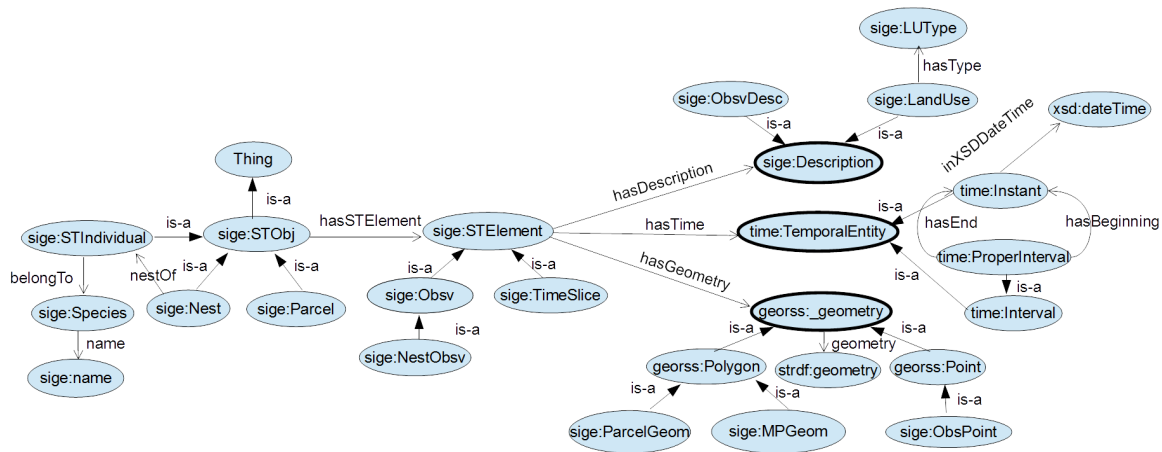 sige:LUType
hasType
sige:ObsvDesc
sige:LandUse
xsd:dateTime
is-a
is-a
inXSDDateTime
Thing
sige:Description
is-a
hasDescription
time:Instant
is-a
is-a
hasSTElement
hasTime
hasEnd
hasBeginning
sige:STIndividual
sige:STObj
sige:STElement
time:TemporalEntity
belongTo
nestOf
is-a
is-a
is-a
is-a
hasGeometry
time:ProperInterval
is-a
is-a
sige:Species
sige:Nest
sige:Parcel
sige:Obsv
sige:TimeSlice
georss:_geometry
time:Interval
name
is-a
is-a
geometry
is-a
sige:NestObsv
sige:name
georss:Polygon
strdf:geometry
georss:Point
is-a
is-a
is-a
sige:ParcelGeom
sige:MPGeom
sige:ObsPoint